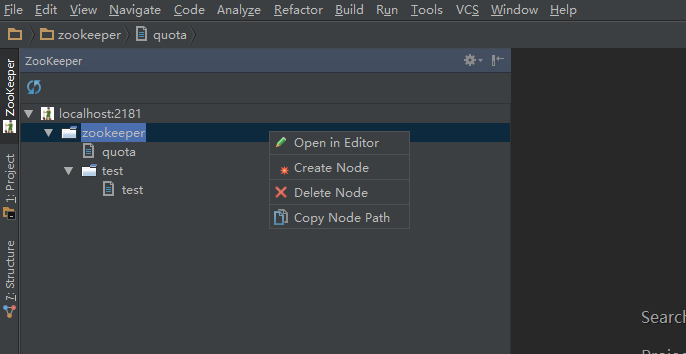 File Edit View Navigate Code Analyze Refactor Build Run Tools VCS Window Help
zookeeper quota
ZooKeeper
ZooKeeper
1: Project
7: Structure
localhost:2181
zookeeper
quota
test
test
Open in Editor
Create Node
Delete Node
Copy Node Path
Search